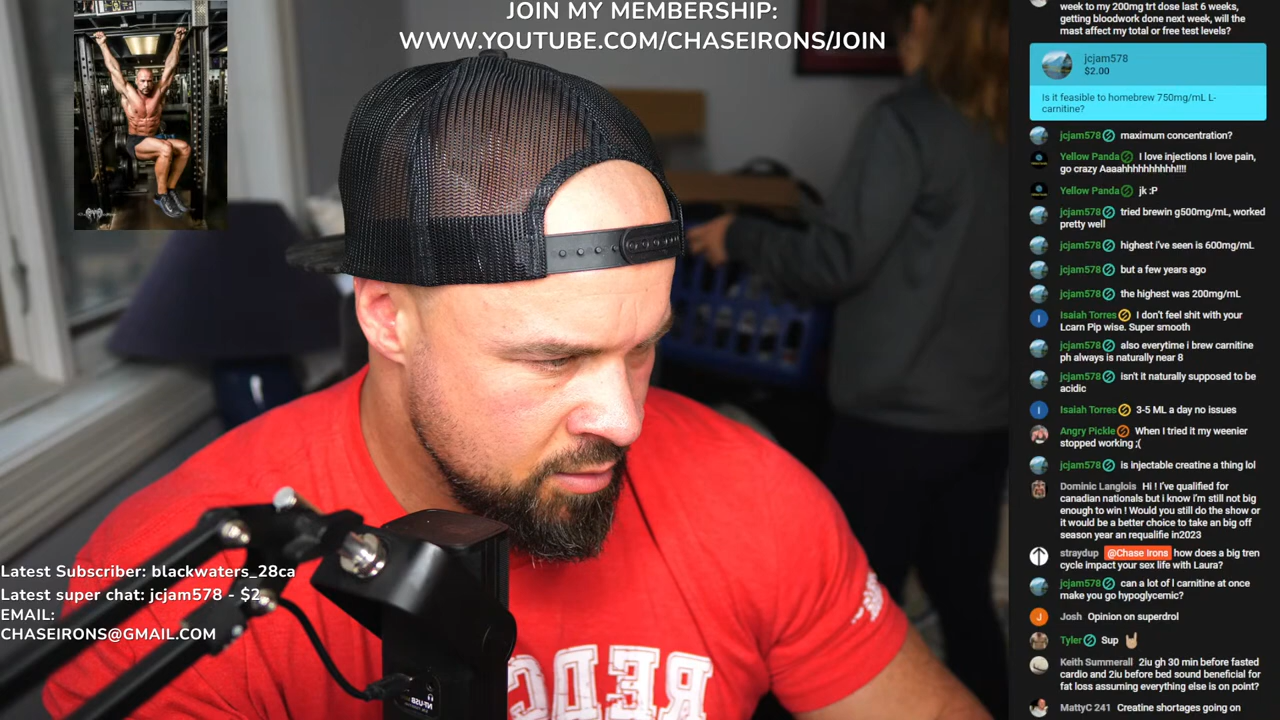 JOIN MY MEMBERSHIP:
WWW.YOUTUBE.COM/CHASEIRONS/JOIN
week to my 200mg trt dose last 6 weeks,
getting bloodwork done next week, will the
mast affect my total or free test levels?
jcjam578
$2.00
Is it feasible to homebrew 750mg/mL L-
carnitine?
jcjam578 maximum concentration?
Yellow Panda I love injections I love pain,
go crazy Aaaahhhhhhhhhh!!!!
Yellow Panda jk :P
jcjam578 tried brewin g500mg/mL, worked
pretty well
jcjam578 highest i've seen is 600mg/mL
jcjam578 but a few years ago
jcjam578 the highest was 200mg/mL
Isaiah Torres I don't feel shit with your
Lcarn Pip wise. Super smooth
jcjam578 also everytime i brew carnitine
ph always is naturally near 8
jcjam578 isn't it naturally supposed to be
acidic
Isaiah Torres 3-5 ML a day no issues
Angry Pickle When I tried it my weenier
stopped working ;(
jcjam578 is injectable creatine a thing lol
Dominic Langlois Hi ! I've qualified for
canadian nationals but i know i'm still not big
enough to win ! Would you still do the show or
it would be a better choice to take an big off
season year an requalifie in2023
straydup @Chase Irons how does a big tren
cycle impact your sex life with Laura?
jcjam578 can a lot of l carnitine at once
make you go hypoglycemic?
Josh Opinion on superdrol
Tyler Sup
Keith Summerall 2iu gh 30 min before fasted
cardio and 2iu before bed sound beneficial for
fat loss assuming everything else is on point?
MattyC 241 Creatine shortages going on
Latest Subscriber: blackwaters_28ca
Latest super chat: jcjam578 - $2
EMAIL:
CHASEIRONS@GMAIL.COM